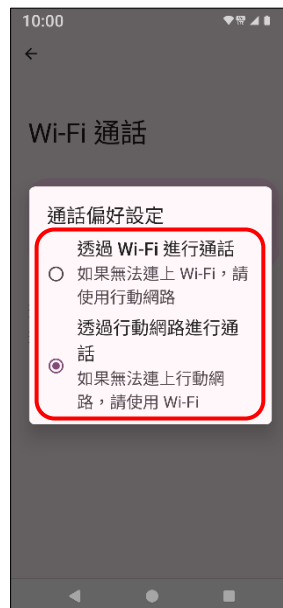 10:00
Wi-Fi 通話
通話偏好設定
透過 Wi-Fi 進行通話
如果無法連上 Wi-Fi，請
使用行動網路
透過行動網路進行通
話
如果無法連上行動網
路，請使用 Wi-Fi